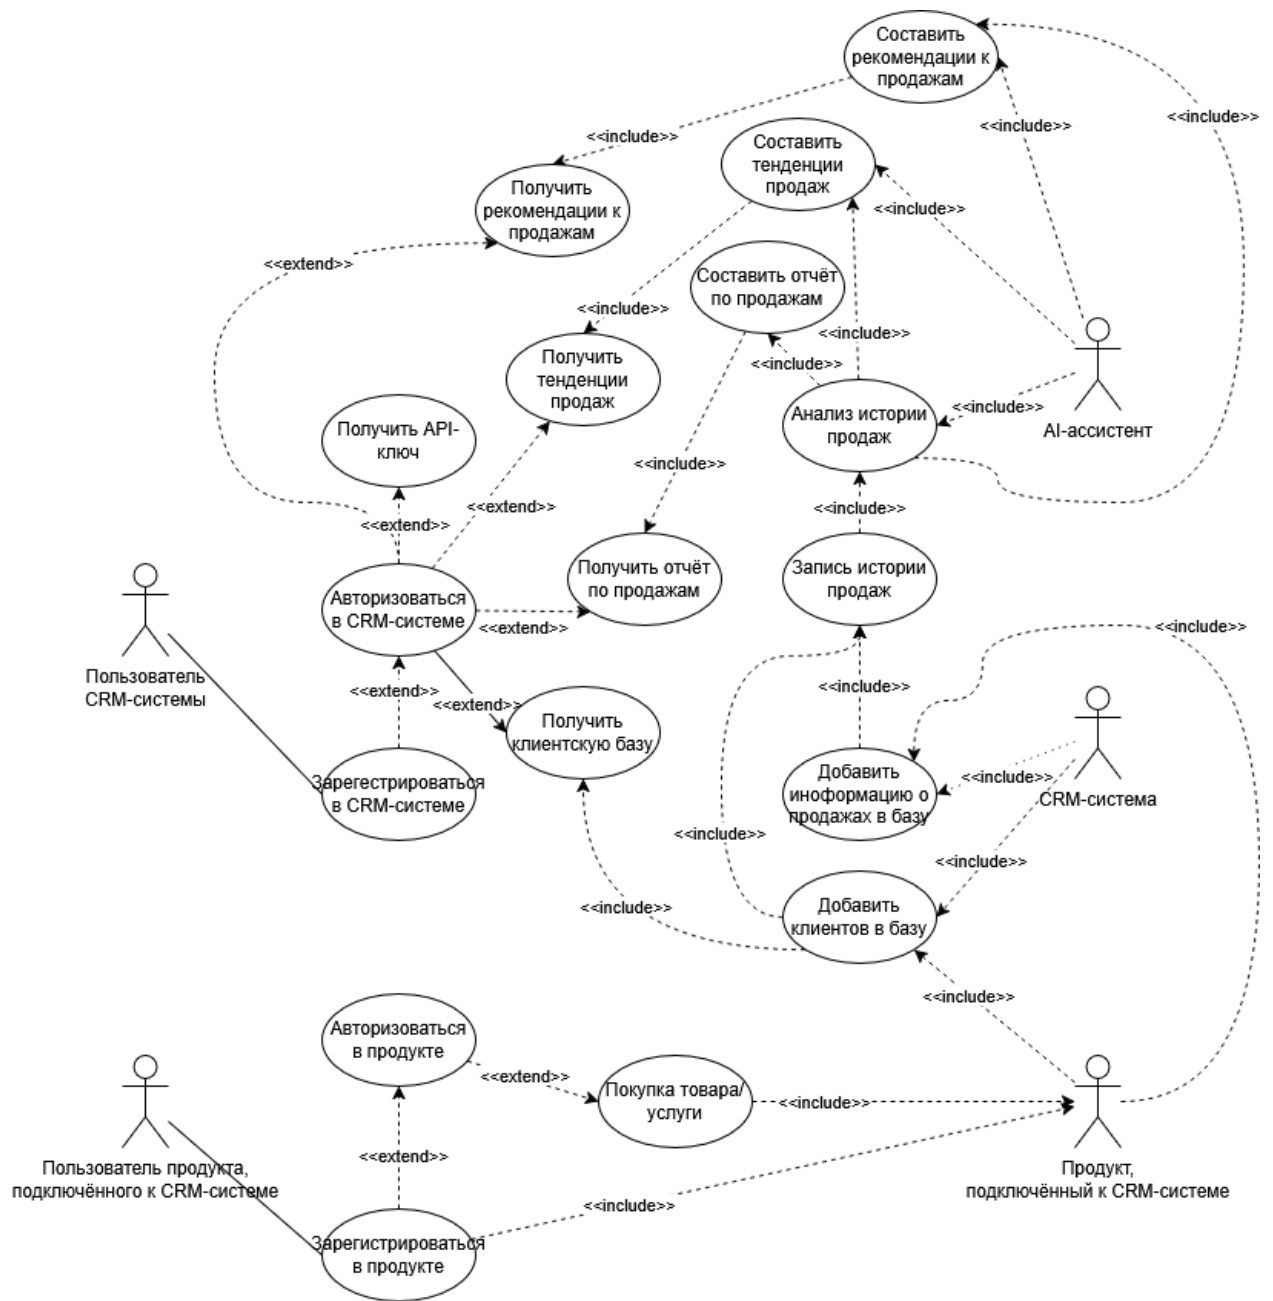 Составить
рекомендации к
продажам
<<include>>
<<include>>
<<include>>
Составить
тенденции
продаж
Получить
рекомендации к
продажам
<<include>>
<<extend>>
Составить отчёт
по продажам
<<include>>
<<include>>
<<include>>
Получить
тенденции
продаж
Анализ истории
продаж
<<include>>
AI-ассистент
Получить API-
ключ
<<include>>
<<extend>>
<<include>>
<<extend>>
Получить отчёт
по продажам
Запись истории
продаж
Авторизоваться
в CRM-системе
<<extend>>
<<include>>
Пользователь
CRM-системы
<<extend>>
<<extend>>
<<include>>
Получить
клиентскую базу
Зарегестрироваться
в CRM-системе
Добавить
иноформацию о
продажах в базу
<<include>>
CRM-система
<<include>>
<<include>>
<<include>>
Добавить
клиентов в базу
<<include>>
Авторизоваться
в продукте
<<extend>>
Покупка товара/
услуги
<<include>>
<<extend>>
Пользователь продукта,
подключённого к CRM-системе
Продукт,
подключённый к CRM-системе
<<include>>
Зарегистрироваться
в продукте